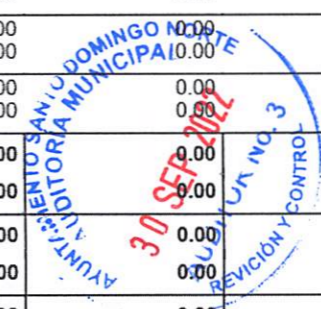 00 0.00
00 0.00
00 0.00
00 0.00
00 0.00
00 0.00
00 0.00
00 0.00
AYUNTAMIENTO SANTO DOMINGO NORTE
AUDITORIA MUNICIPAL
30 SEP 2022
NO. 3
REVICIÓN Y CONTROL